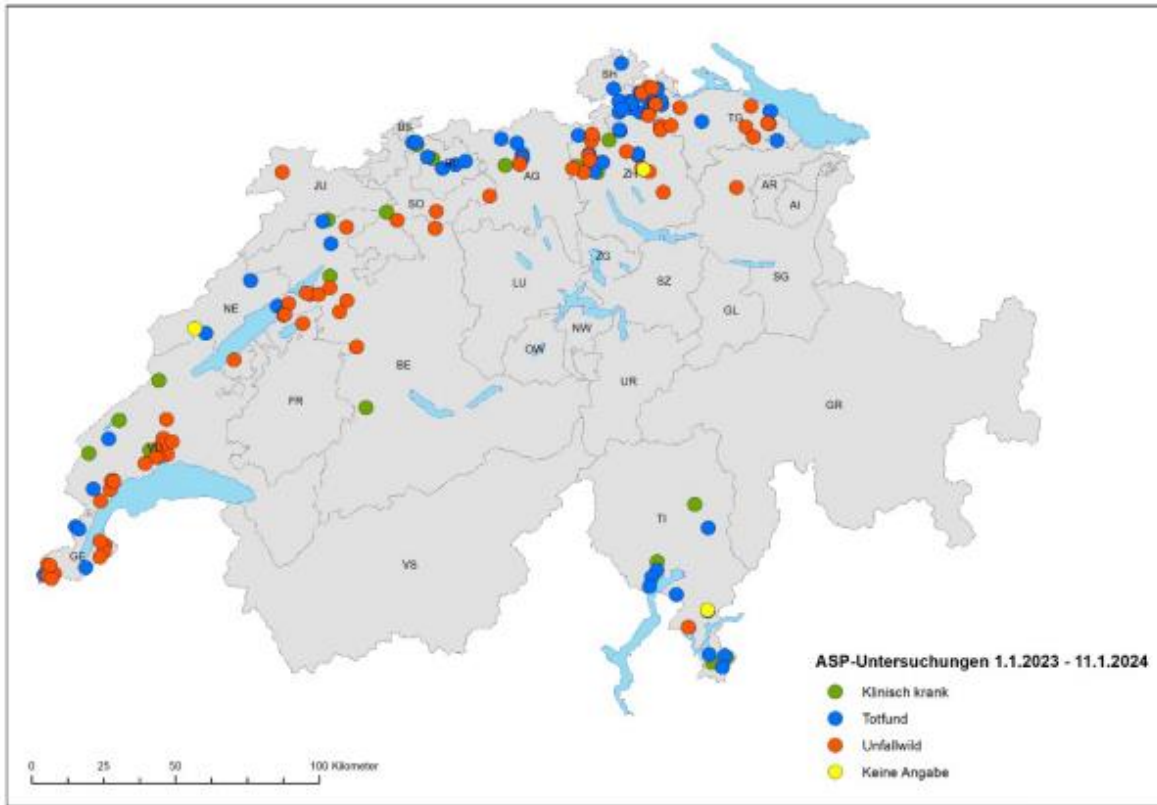 SH
BS
TG
BL
AG
JU
ZH
AR
AI
SO
ZG
NE
LU
SZ
SG
GL
NW
OW
BE
UR
FR
GR
VD
TI
GE
VS
ASP-Untersuchungen 1.1.2023 - 11.1.2024
Klinisch krank
Totfund
Unfallwild
Keine Angabe
0 25 50 100 Kilometer